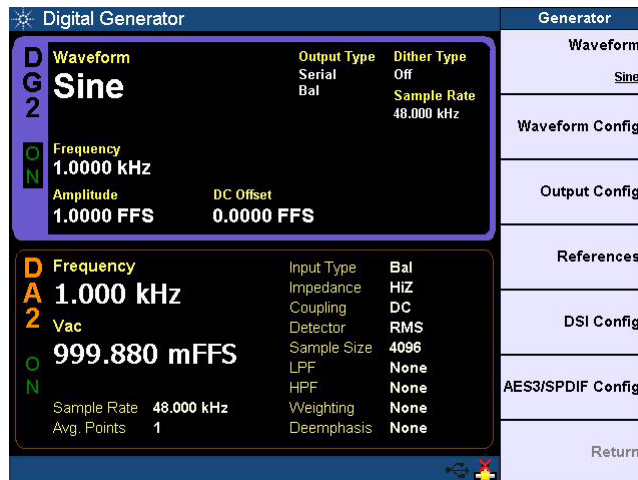 Digital Generator
DG2
ON
Waveform
Sine
Output Type
Serial
Bal
Dither Type
Off
Sample Rate
48.000 kHz
Frequency
1.0000 kHz
Amplitude
1.0000 FFS
DC Offset
0.0000 FFS
DA2
ON
Frequency
1.000 kHz
Vac
999.880 mFFS
Sample Rate 48.000 kHz
Avg. Points 1
Input Type Bal
Impedance HiZ
Coupling DC
Detector RMS
Sample Size 4096
LPF None
HPF None
Weighting None
Deemphasis None
Generator
Waveform
Sine
Waveform Config
Output Config
References
DSI Config
AES3/SPDIF Config
Return